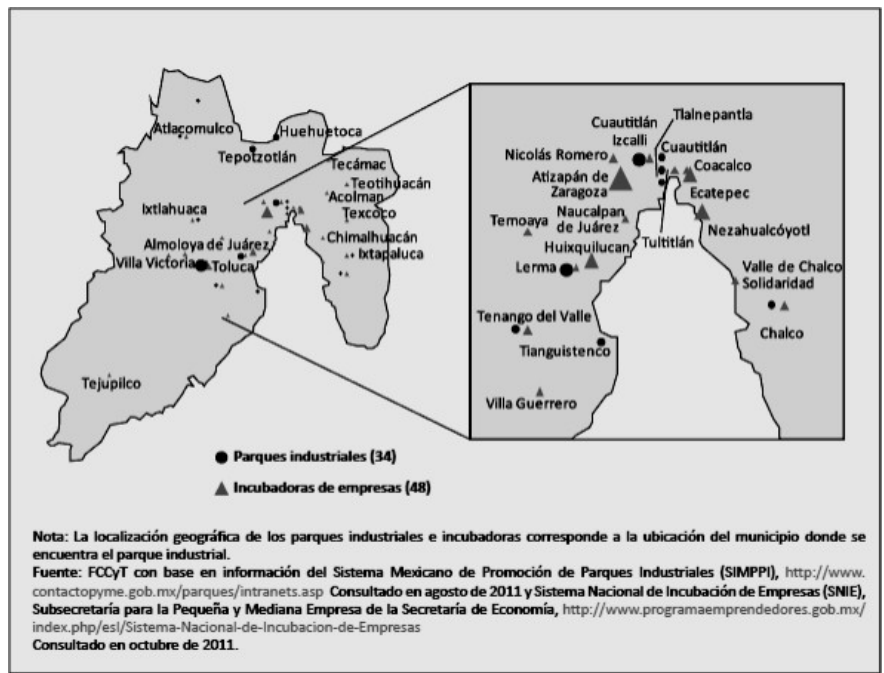 Atlacomulco
Huehuetoca
Tepotzotlán
Tecámac
Teotihuacán
Acolman
Ixtlahuaca
Texcoco
Almoloya de Juárez
Chimalhuacán
Villa Victoria
Toluca
Ixtapaluca
Tejupilco
Tlalnepantla
Cuautitlán
Izcalli
Cuautitlán
Nicolás Romero
Coacalco
Atizapán de
Zaragoza
Ecatepec
Naucalpan
de Juárez
Temoaya
Nezahualcóyotl
Huixquilucan
Tultitlán
Lerma
Valle de Chalco
Solidaridad
Tenango del Valle
Chalco
Tianguistenco
Villa Guerrero
Parques industriales (34)
Incubadoras de empresas (48)
Nota: La localización geográfica de los parques industriales e incubadoras corresponde a la ubicación del municipio donde se
encuentra el parque industrial.
Fuente: FCCyT con base en información del Sistema Mexicano de Promoción de Parques Industriales (SIMPPI), http://www.
contactopyme.gob.mx/parques/intranets.asp Consultado en agosto de 2011 y Sistema Nacional de Incubación de Empresas (SNIE),
Subsecretaría para la Pequeña y Mediana Empresa de la Secretaría de Economía, http://www.programaemprendedores.gob.mx/
index.php/esl/Sistema-Nacional-de-Incubacion-de-Empresas
Consultado en octubre de 2011.